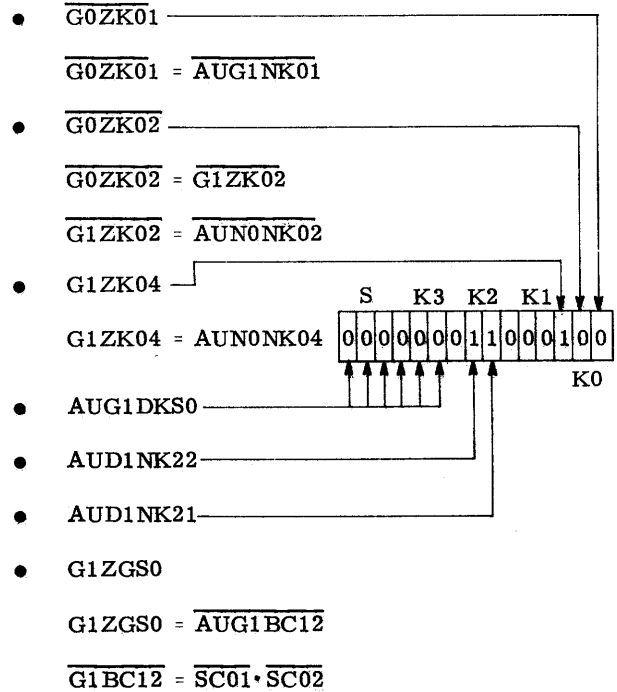 • G0ZK01
G0ZK01 = AUG1NK01
• G0ZK02
G0ZK02 = G1ZK02
G1ZK02 = AUN0NK02
• G1ZK04
S K3 K2 K1
G1ZK04 = AUN0NK04 0 0 0 0 0 0 0 1 1 0 0 0 1 0 0
K0
• AUG1DKS0
• AUD1NK22
• AUD1NK21
• G1ZGS0
G1ZGS0 = AUG1BC12
G1BC12 = SC01 • SC02